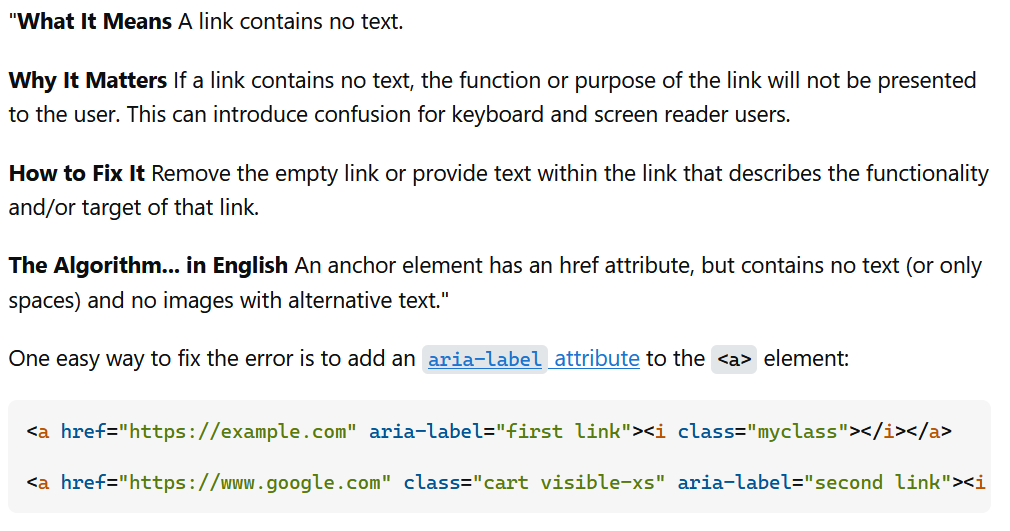 "What It Means A link contains no text.
Why It Matters If a link contains no text, the function or purpose of the link will not be presented
to the user. This can introduce confusion for keyboard and screen reader users.
How to Fix It Remove the empty link or provide text within the link that describes the functionality
and/or target of that link.
The Algorithm... in English An anchor element has an href attribute, but contains no text (or only
spaces) and no images with alternative text."
One easy way to fix the error is to add an aria-label attribute to the <a> element:
<a href="https://example.com" aria-label="first link"><i class="myclass"></i></a>
<a href="https://www.google.com" class="cart visible-xs" aria-label="second link"><i